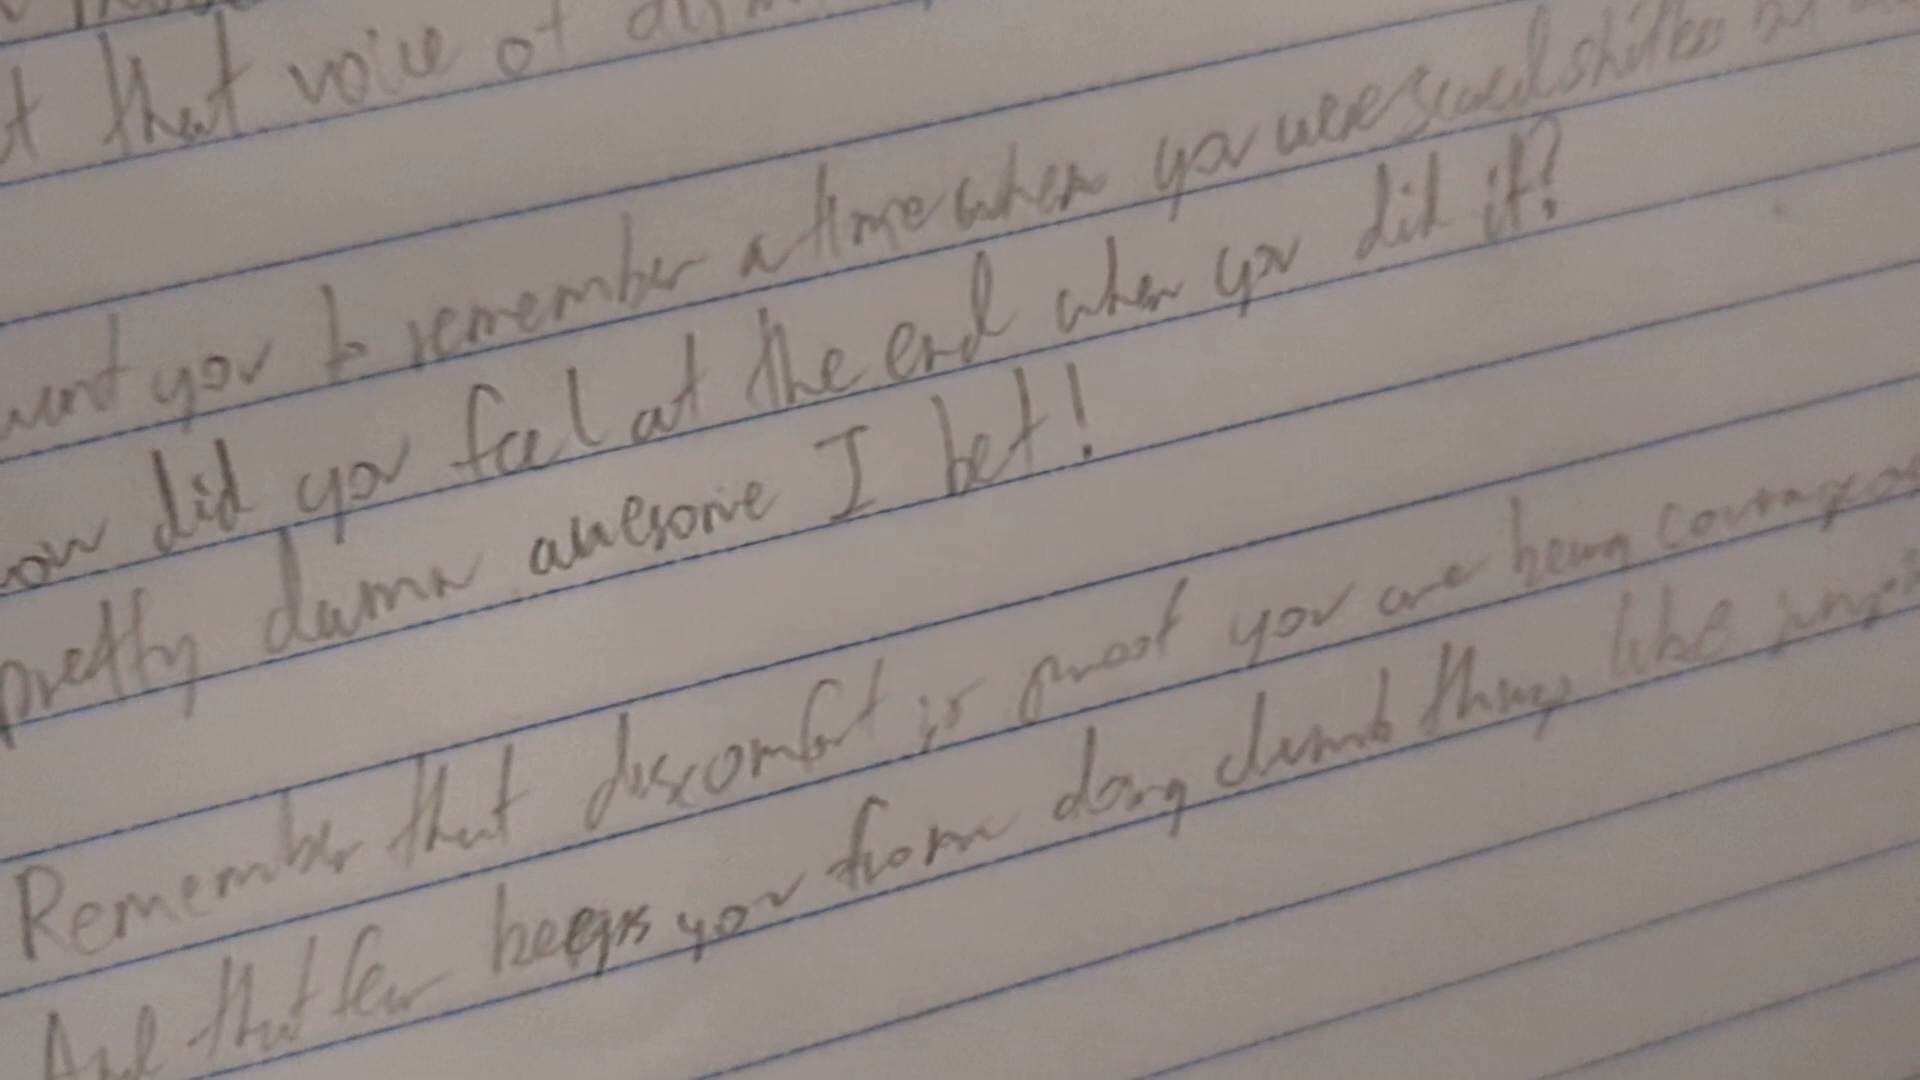 that voice of
want you to remember a time when you were scared shitless
how did you feel at the end when you did it?
pretty damn awesome I bet!
Remember that discomfort is proof you are being courageous
And that fear keeps you from doing dumb things like